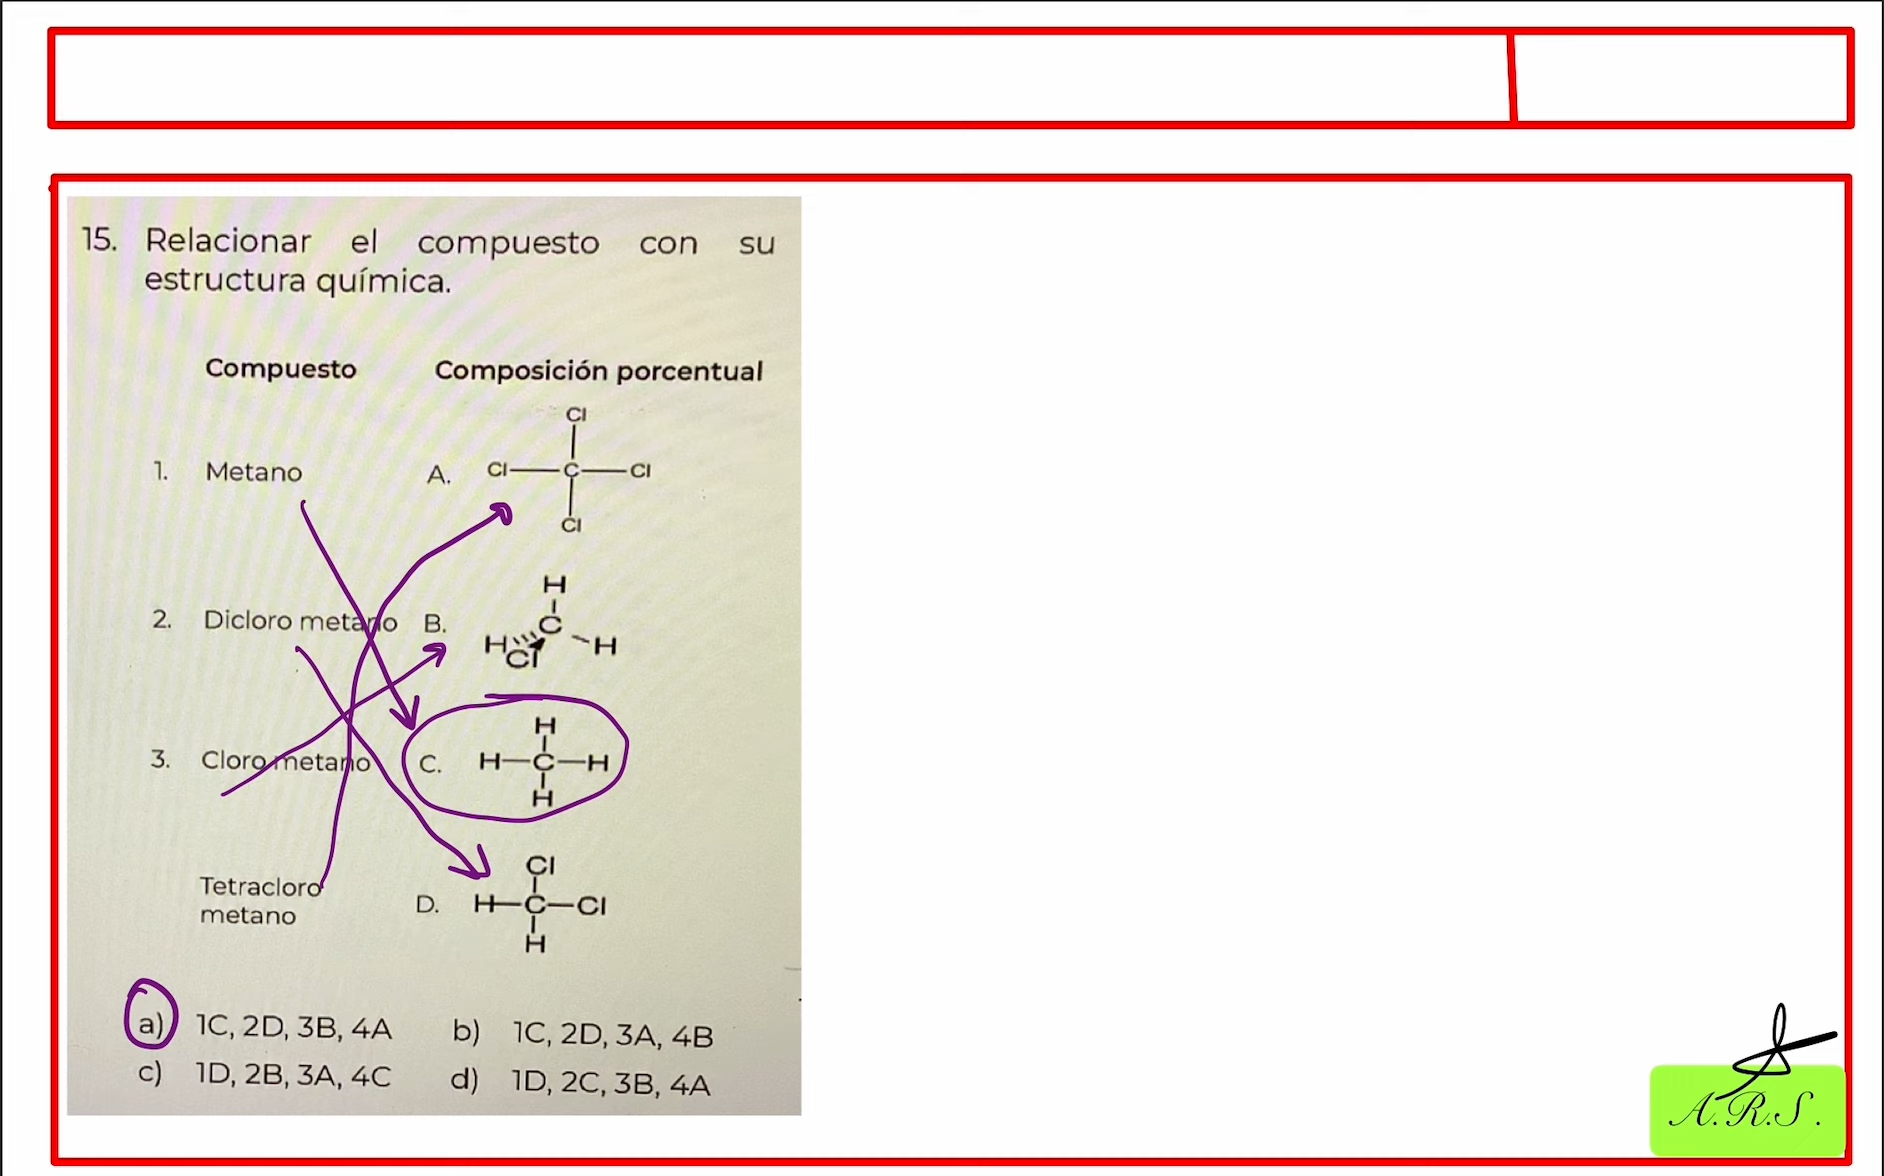 15. Relacionar el compuesto con su
estructura química.
Compuesto Composición porcentual
Cl
1. Metano A. Cl C Cl
Cl
H
2. Dicloro metano B. C
H Cl H
H
3. Cloro metano C. H C H
H
Cl
Tetracloro
metano D. H C Cl
H
a) 1C, 2D, 3B, 4A b) 1C, 2D, 3A, 4B
c) 1D, 2B, 3A, 4C d) 1D, 2C, 3B, 4A
A.R.S.